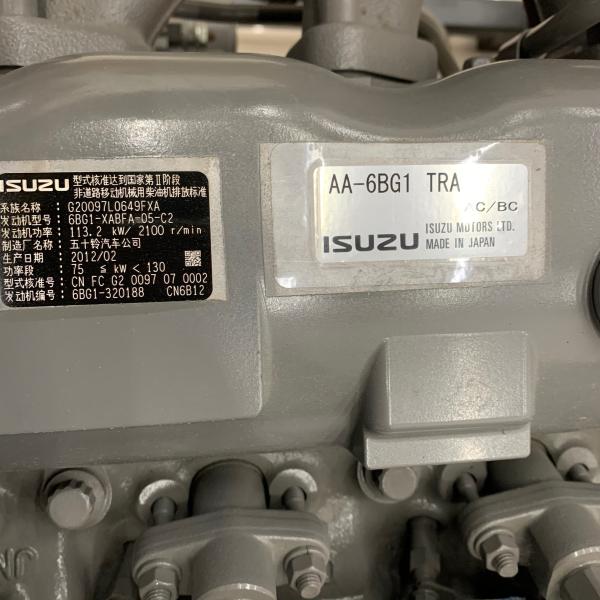 ISUZU 型式核准达到国家第Ⅱ阶段
非道路移动机械用柴油机排放标准
系族名称: G20097L0649FXA
发动机型号: 6BG1-XABFA-05-C2
发动机功率: 113.2 kW/ 2100 r/min
制造厂名称: 五十铃汽车公司
生产日期: 2012/02
功率段: 75 ≦ kW < 130
型式核准号: CN FC G2 0097 07 0002
发动机编号: 6BG1-320188 CN6B12
AA-6BG1 TRA
AC/BC
ISUZU ISUZU MOTORS LTD.
MADE IN JAPAN